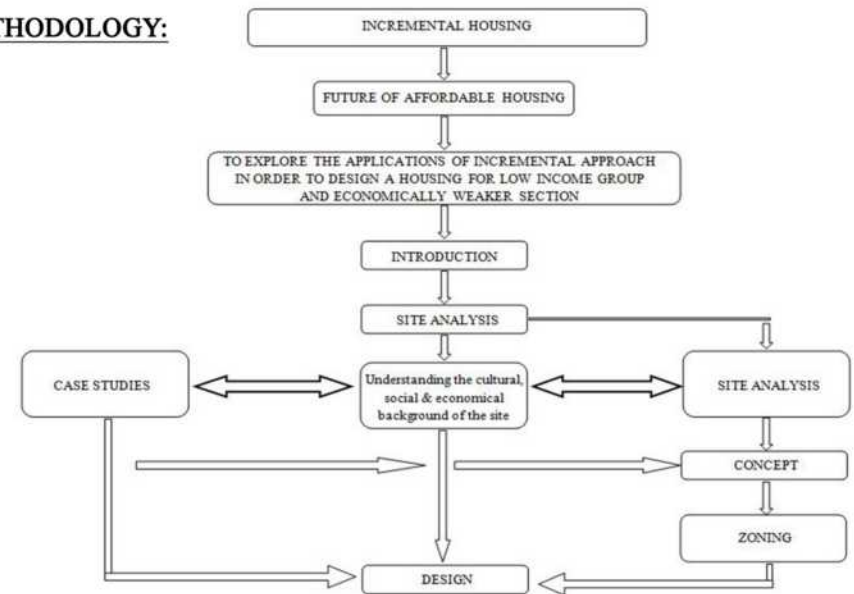 THODOLOGY:
INCREMENTAL HOUSING
FUTURE OF AFFORDABLE HOUSING
TO EXPLORE THE APPLICATIONS OF INCREMENTAL APPROACH
IN ORDER TO DESIGN A HOUSING FOR LOW INCOME GROUP
AND ECONOMICALLY WEAKER SECTION
INTRODUCTION
SITE ANALYSIS
CASE STUDIES
Understanding the cultural,
social & economical
background of the site
SITE ANALYSIS
CONCEPT
ZONING
DESIGN